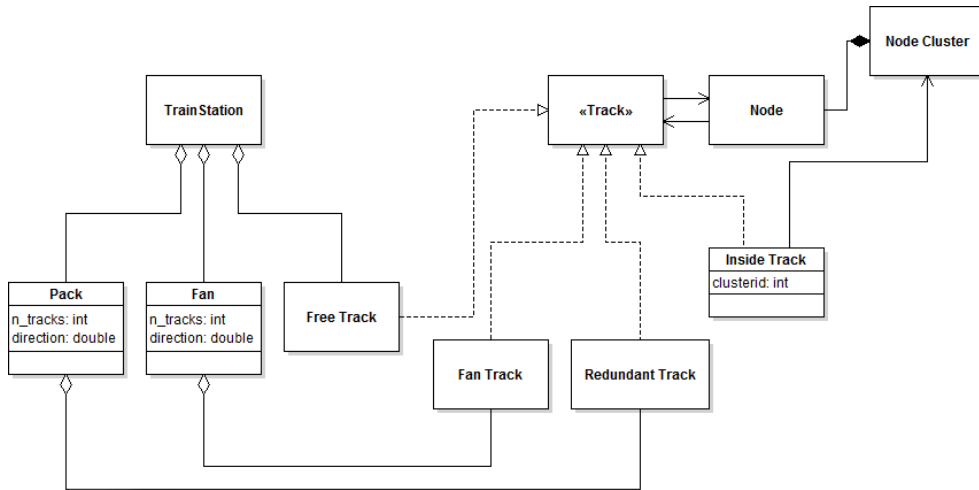 Node Cluster
TrainStation
«Track»
Node
Inside Track
clusterid: int
Pack
n_tracks: int
direction: double
Fan
n_tracks: int
direction: double
Free Track
Fan Track
Redundant Track